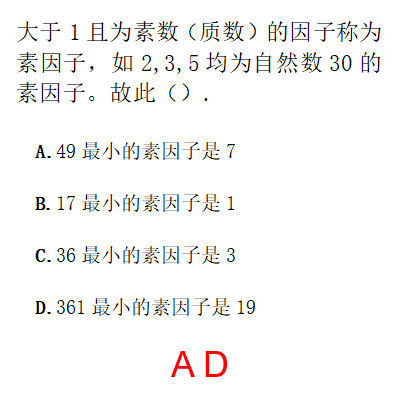 大于 1 且为素数（质数）的因子称为
素因子，如 2,3,5 均为自然数 30 的
素因子。故此（）.
A. 49 最小的素因子是 7
B. 17 最小的素因子是 1
C. 36 最小的素因子是 3
D. 361 最小的素因子是 19
A D